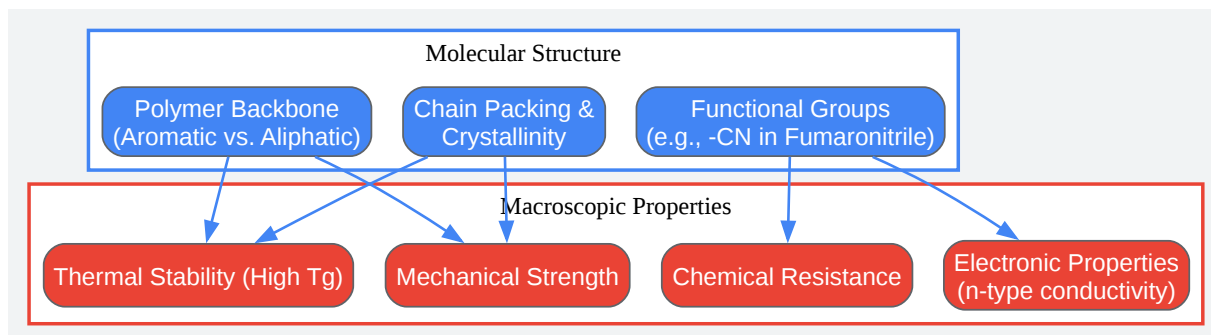 Molecular Structure
Polymer Backbone
(Aromatic vs. Aliphatic)
Chain Packing &
Crystallinity
Functional Groups
(e.g., -CN in Fumaronitrile)
Macroscopic Properties
Thermal Stability (High Tg)
Mechanical Strength
Chemical Resistance
Electronic Properties
(n-type conductivity)